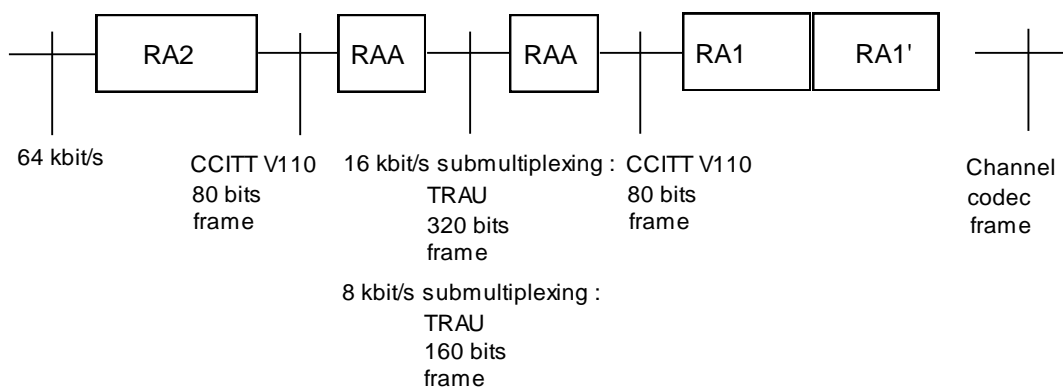 RA2
RAA
RAA
RA1
RA1'
64 kbit/s
CCITT V110
80 bits
frame
16 kbit/s submultiplexing :
TRAU
320 bits
frame
8 kbit/s submultiplexing :
TRAU
160 bits
frame
CCITT V110
80 bits
frame
Channel
codec
frame